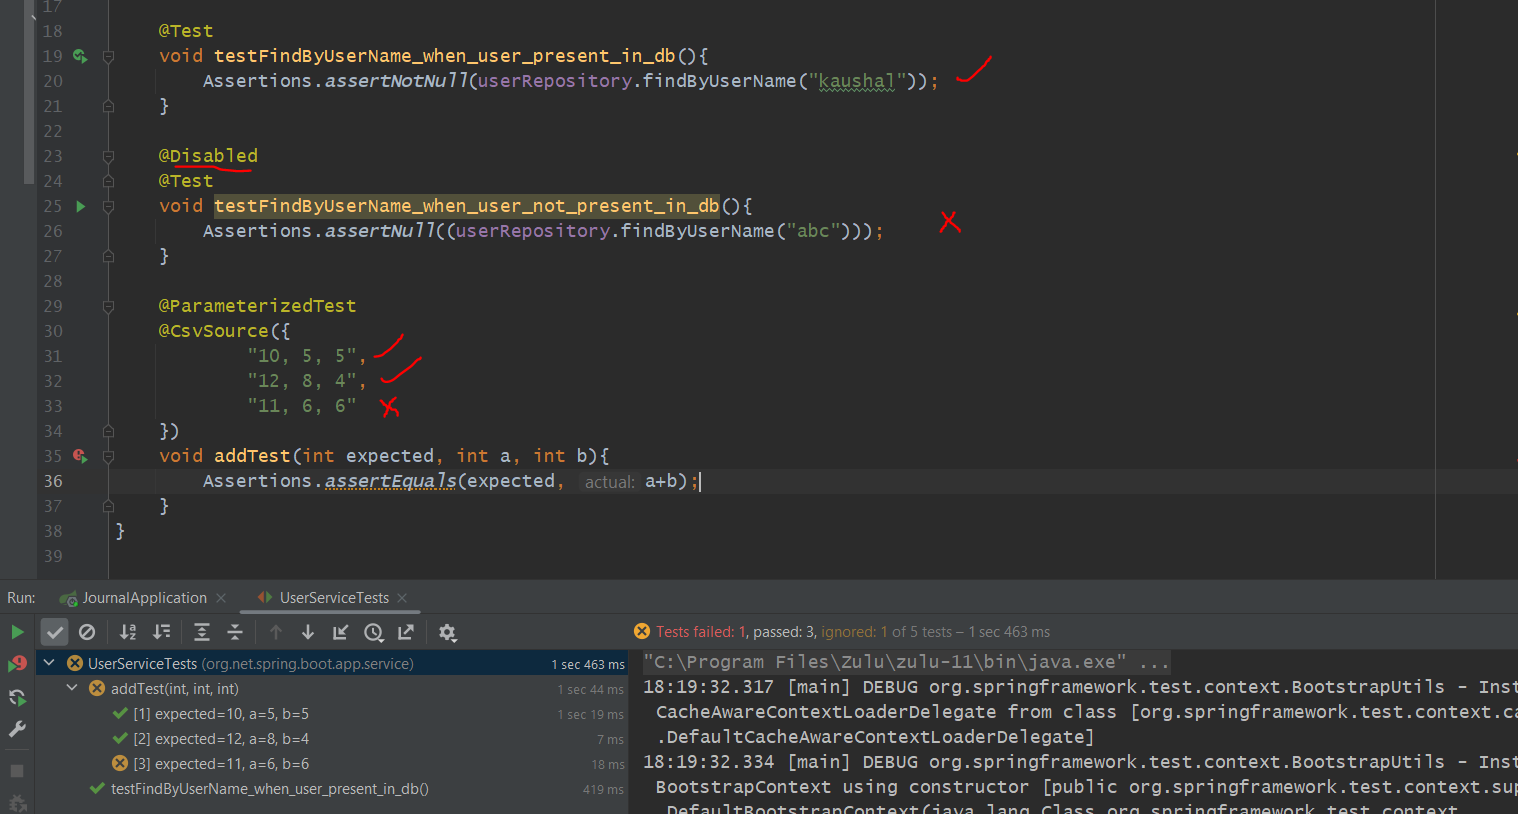 17
18 @Test
19 void testFindByUserName_when_user_present_in_db(){
20 Assertions.assertNotNull(userRepository.findByUserName("kaushal"));
21 }
22
23 @Disabled
24 @Test
25 void testFindByUserName_when_user_not_present_in_db(){
26 Assertions.assertNull((userRepository.findByUserName("abc")));
27 }
28
29 @ParameterizedTest
30 @CsvSource({
31 "10, 5, 5",
32 "12, 8, 4",
33 "11, 6, 6"
34 })
35 void addTest(int expected, int a, int b){
36 Assertions.assertEquals(expected, actual: a+b);
37 }
38 }
39
Run: JournalApplication UserServiceTests
Tests failed: 1, passed: 3, ignored: 1 of 5 tests – 1 sec 463 ms
UserServiceTests (org.net.spring.boot.app.service) 1 sec 463 ms
addTest(int, int, int) 1 sec 44 ms
[1] expected=10, a=5, b=5 1 sec 19 ms
[2] expected=12, a=8, b=4 7 ms
[3] expected=11, a=6, b=6 18 ms
testFindByUserName_when_user_present_in_db() 419 ms
"C:\Program Files\Zulu\zulu-11\bin\java.exe" ...
18:19:32.317 [main] DEBUG org.springframework.test.context.BootstrapUtils - Inst
CacheAwareContextLoaderDelegate from class [org.springframework.test.context.ca
.DefaultCacheAwareContextLoaderDelegate]
18:19:32.334 [main] DEBUG org.springframework.test.context.BootstrapUtils - Inst
BootstrapContext using constructor [public org.springframework.test.context.sup
.DefaultBootstrapContext(java.lang.Class,org.springframework.test.context